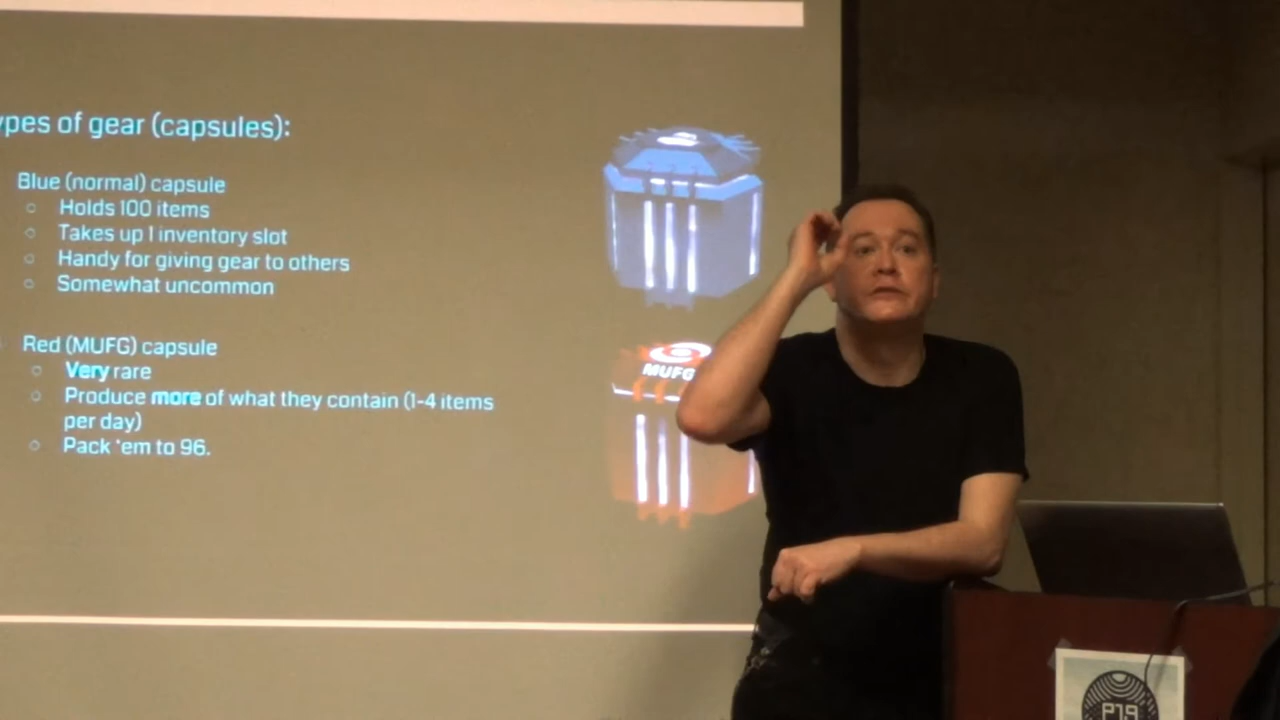 ypes of gear (capsules):
Blue (normal) capsule
Holds 100 items
Takes up 1 inventory slot
Handy for giving gear to others
Somewhat uncommon
Red (MUFG) capsule
Very rare
Produce more of what they contain (1-4 items
per day)
Pack 'em to 96.
MUFG
P19